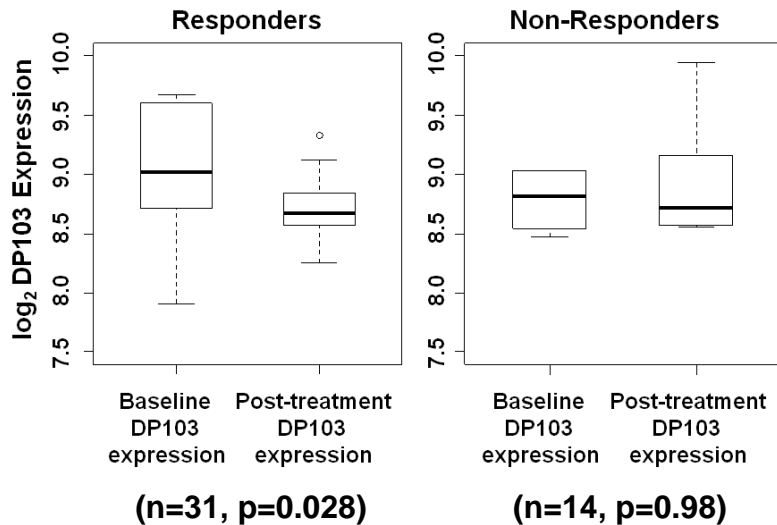 Responders
Non-Responders
log₂ DP103 Expression
10.0
9.5
9.0
8.5
8.0
7.5
10.0
9.5
9.0
8.5
8.0
7.5
Baseline
DP103
expression
Post-treatment
DP103
expression
Baseline
DP103
expression
Post-treatment
DP103
expression
(n=31, p=0.028)
(n=14, p=0.98)